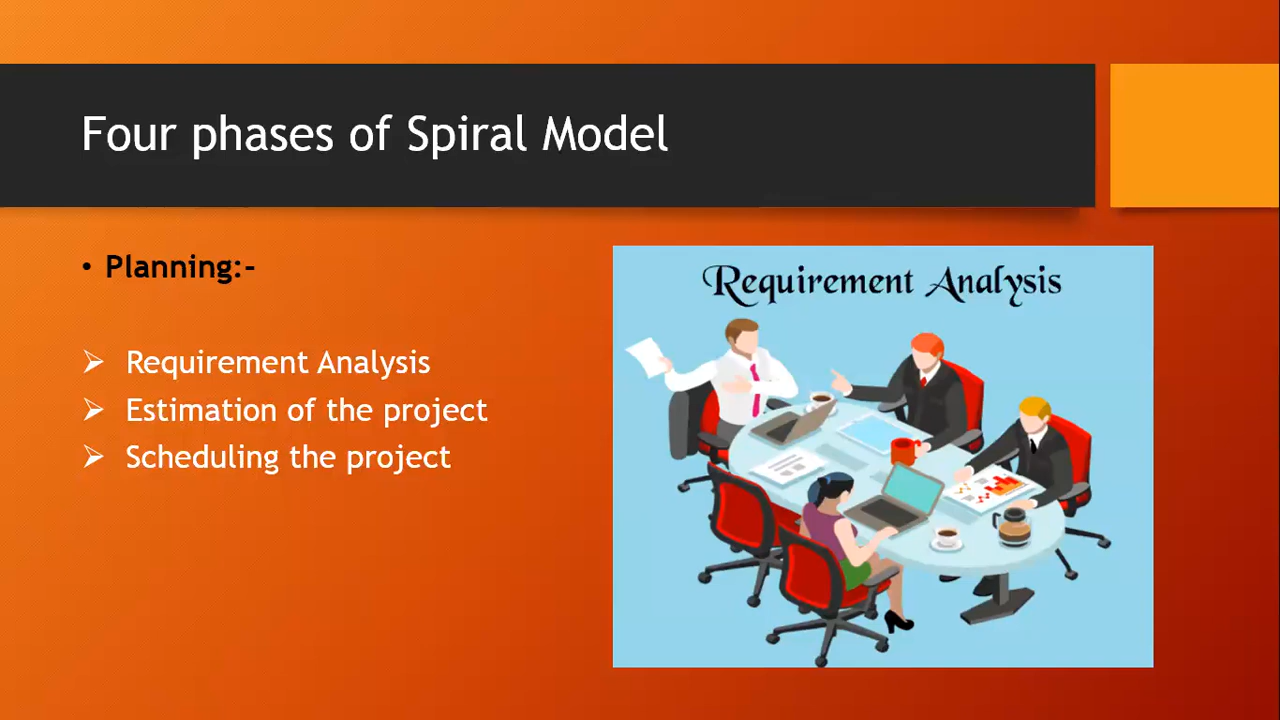 Four phases of Spiral Model
• Planning:-
➢ Requirement Analysis
➢ Estimation of the project
➢ Scheduling the project
Requirement Analysis